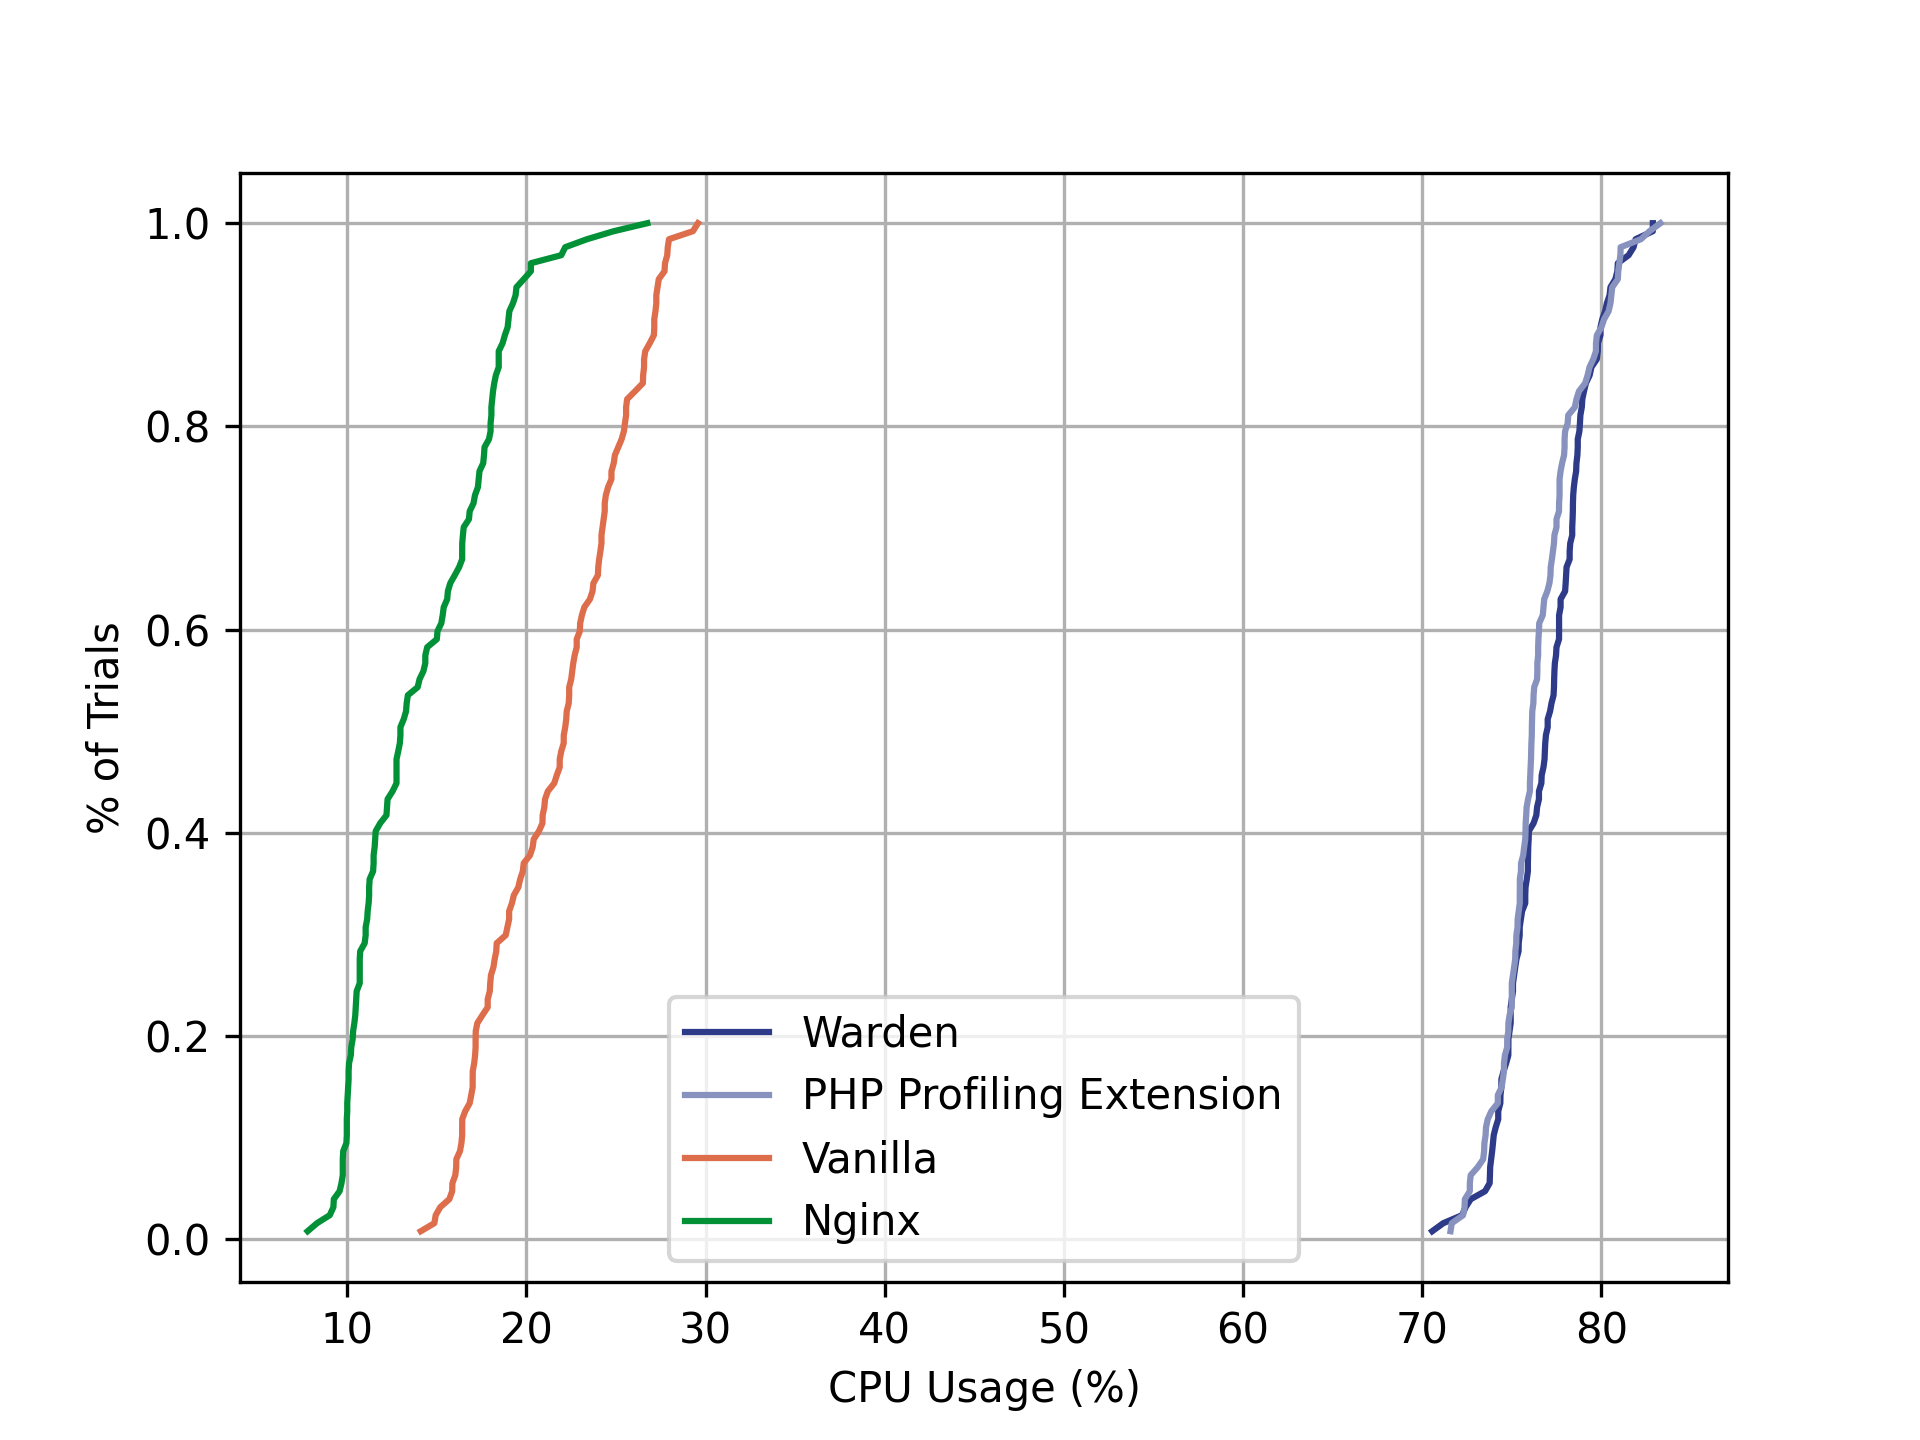 1.0
0.8
0.6
0.4
0.2
0.0
% of Trials
Warden
PHP Profiling Extension
Vanilla
Nginx
10 20 30 40 50 60 70 80
CPU Usage (%)